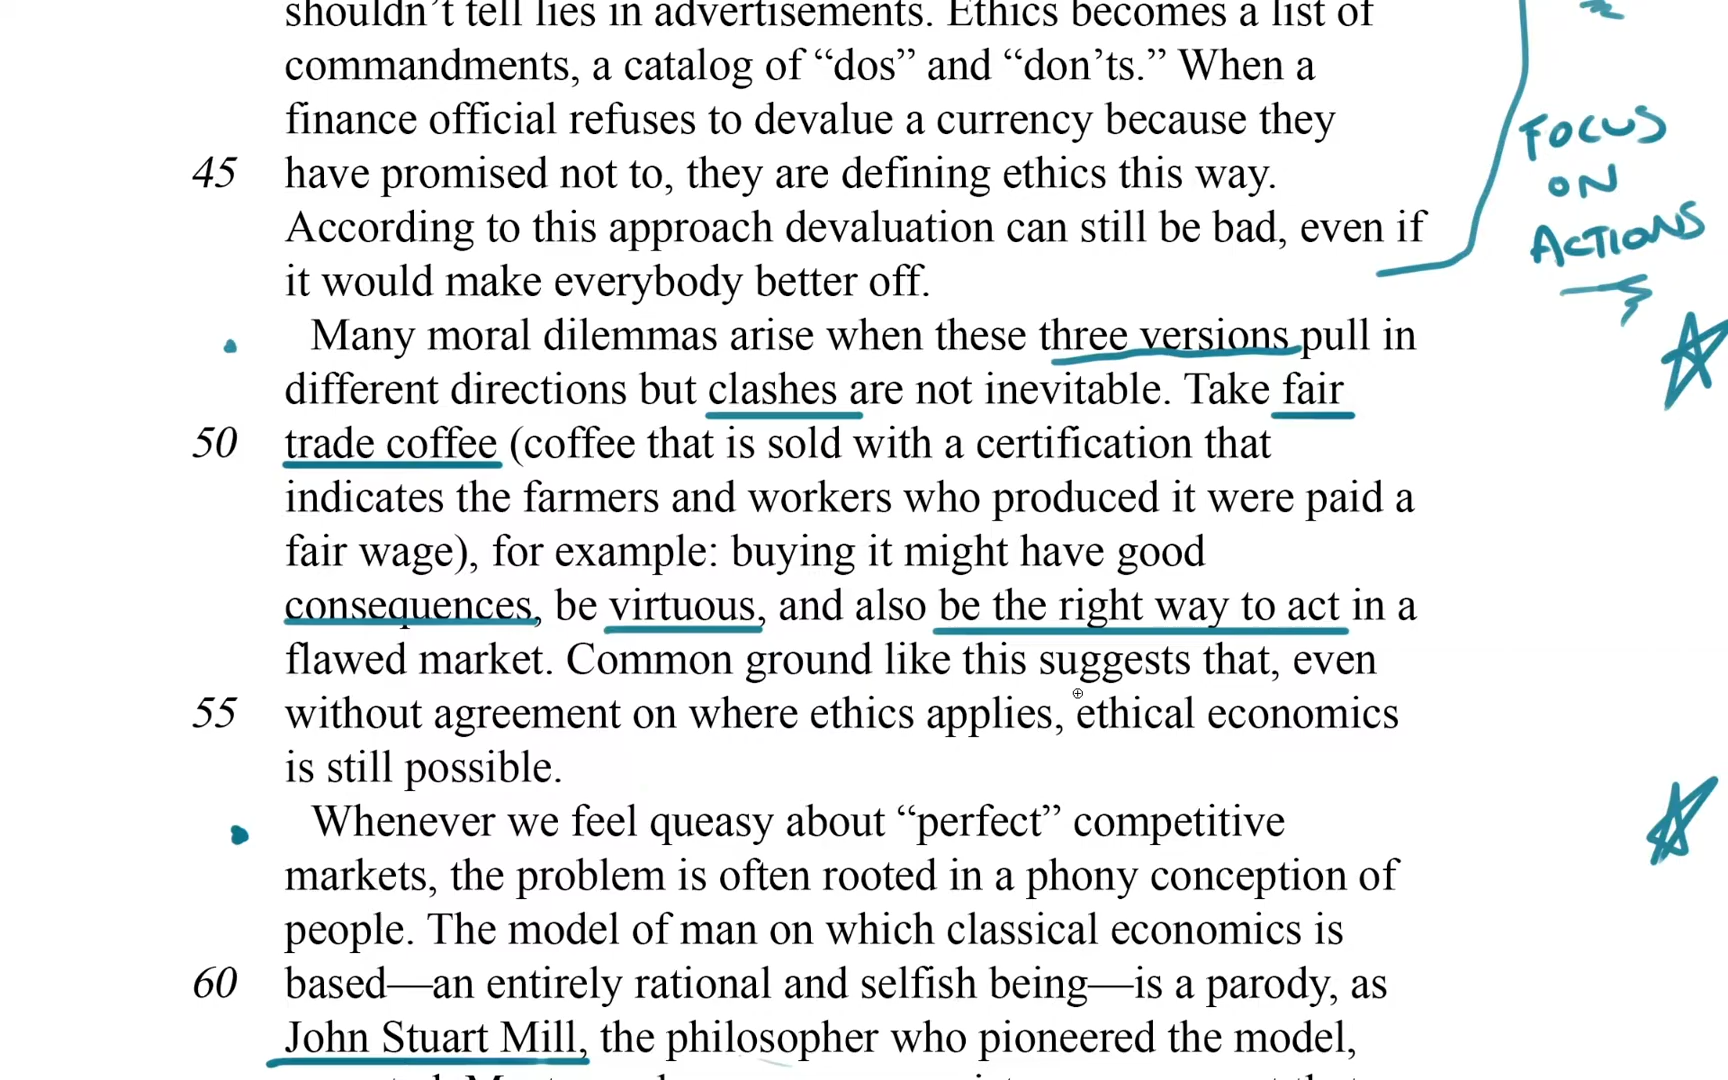 shouldn’t tell lies in advertisements. Ethics becomes a list of
commandments, a catalog of “dos” and “don’ts.” When a
finance official refuses to devalue a currency because they
45 have promised not to, they are defining ethics this way.
According to this approach devaluation can still be bad, even if
it would make everybody better off.
Many moral dilemmas arise when these three versions pull in
different directions but clashes are not inevitable. Take fair
50 trade coffee (coffee that is sold with a certification that
indicates the farmers and workers who produced it were paid a
fair wage), for example: buying it might have good
consequences, be virtuous, and also be the right way to act in a
flawed market. Common ground like this suggests that, even
55 without agreement on where ethics applies, ethical economics
is still possible.
Whenever we feel queasy about “perfect” competitive
markets, the problem is often rooted in a phony conception of
people. The model of man on which classical economics is
60 based—an entirely rational and selfish being—is a parody, as
John Stuart Mill, the philosopher who pioneered the model,
FOCUS
ON
ACTIONS